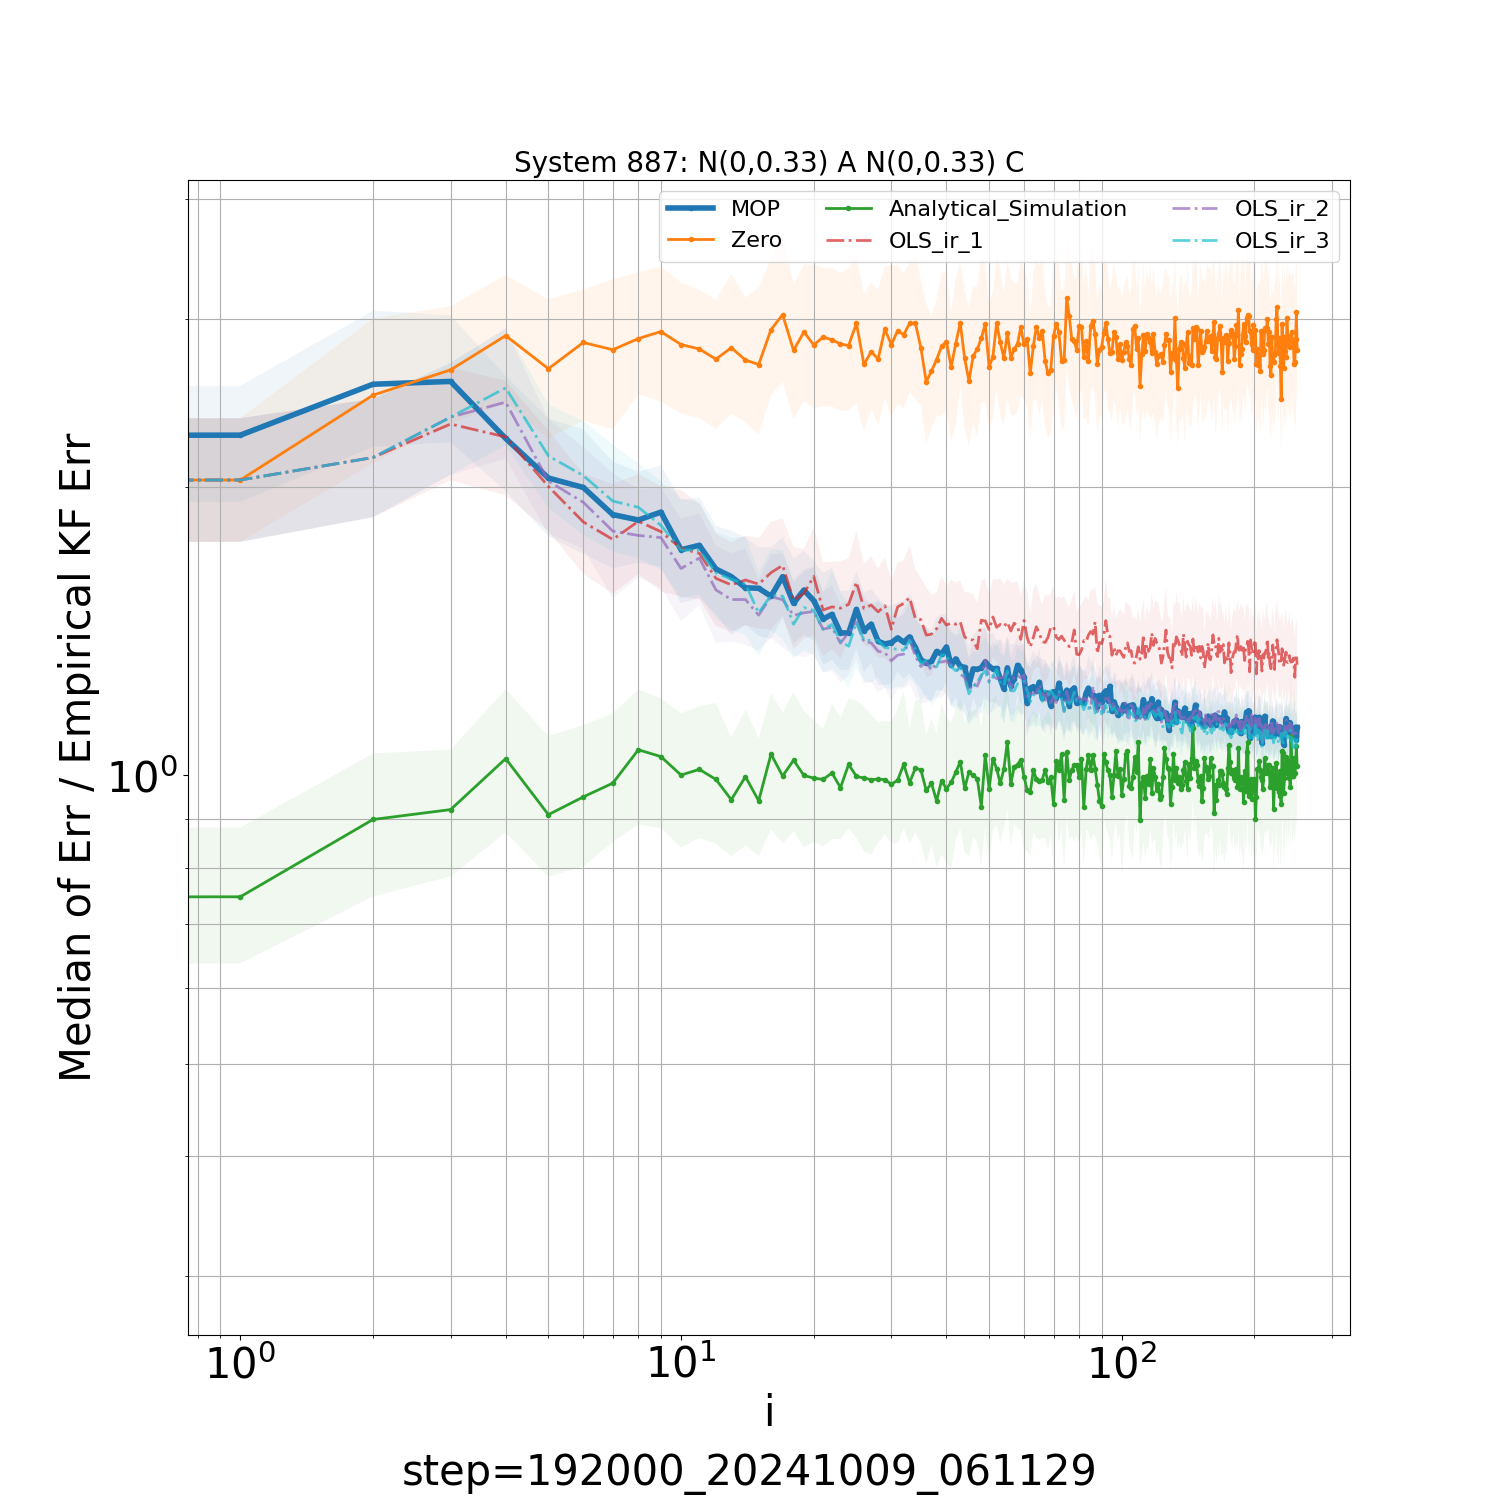 System 887: N(0,0.33) A N(0,0.33) C
MOP
Zero
Analytical_Simulation
OLS_ir_1
OLS_ir_2
OLS_ir_3
Median of Err / Empirical KF Err
10⁰
10⁰ 10¹ 10²
i
step=192000_20241009_061129